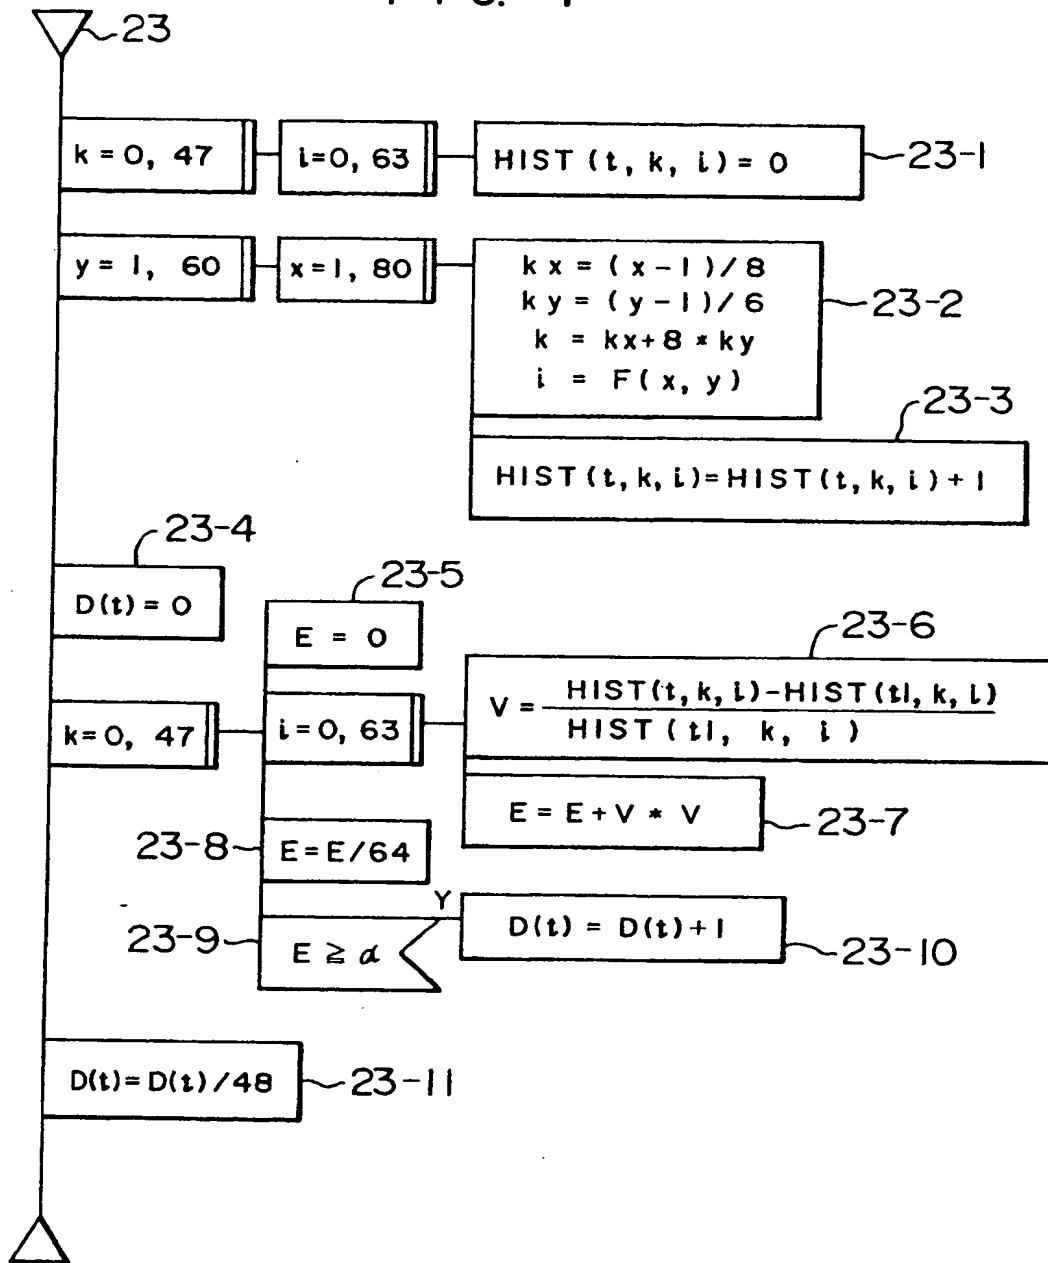 23
k = 0, 47
i = 0, 63
HIST (t, k, i) = 0
23-1
y = 1, 60
x = 1, 80
kx = (x-1)/8
ky = (y-1)/6
k = kx+8 * ky
i = F(x, y)
23-2
23-3
HIST(t, k, i)=HIST(t, k, i)+1
23-4
D(t) = 0
23-5
E = 0
23-6
k=0, 47
i=0, 63
V= HIST(t, k, i)-HIST(t1, k, i)
HIST (t1, k, i)
E = E+V * V
23-7
23-8
E=E/64
Y
23-9
E ≧ α
D(t) = D(t)+1
23-10
D(t)=D(t)/48
23-11